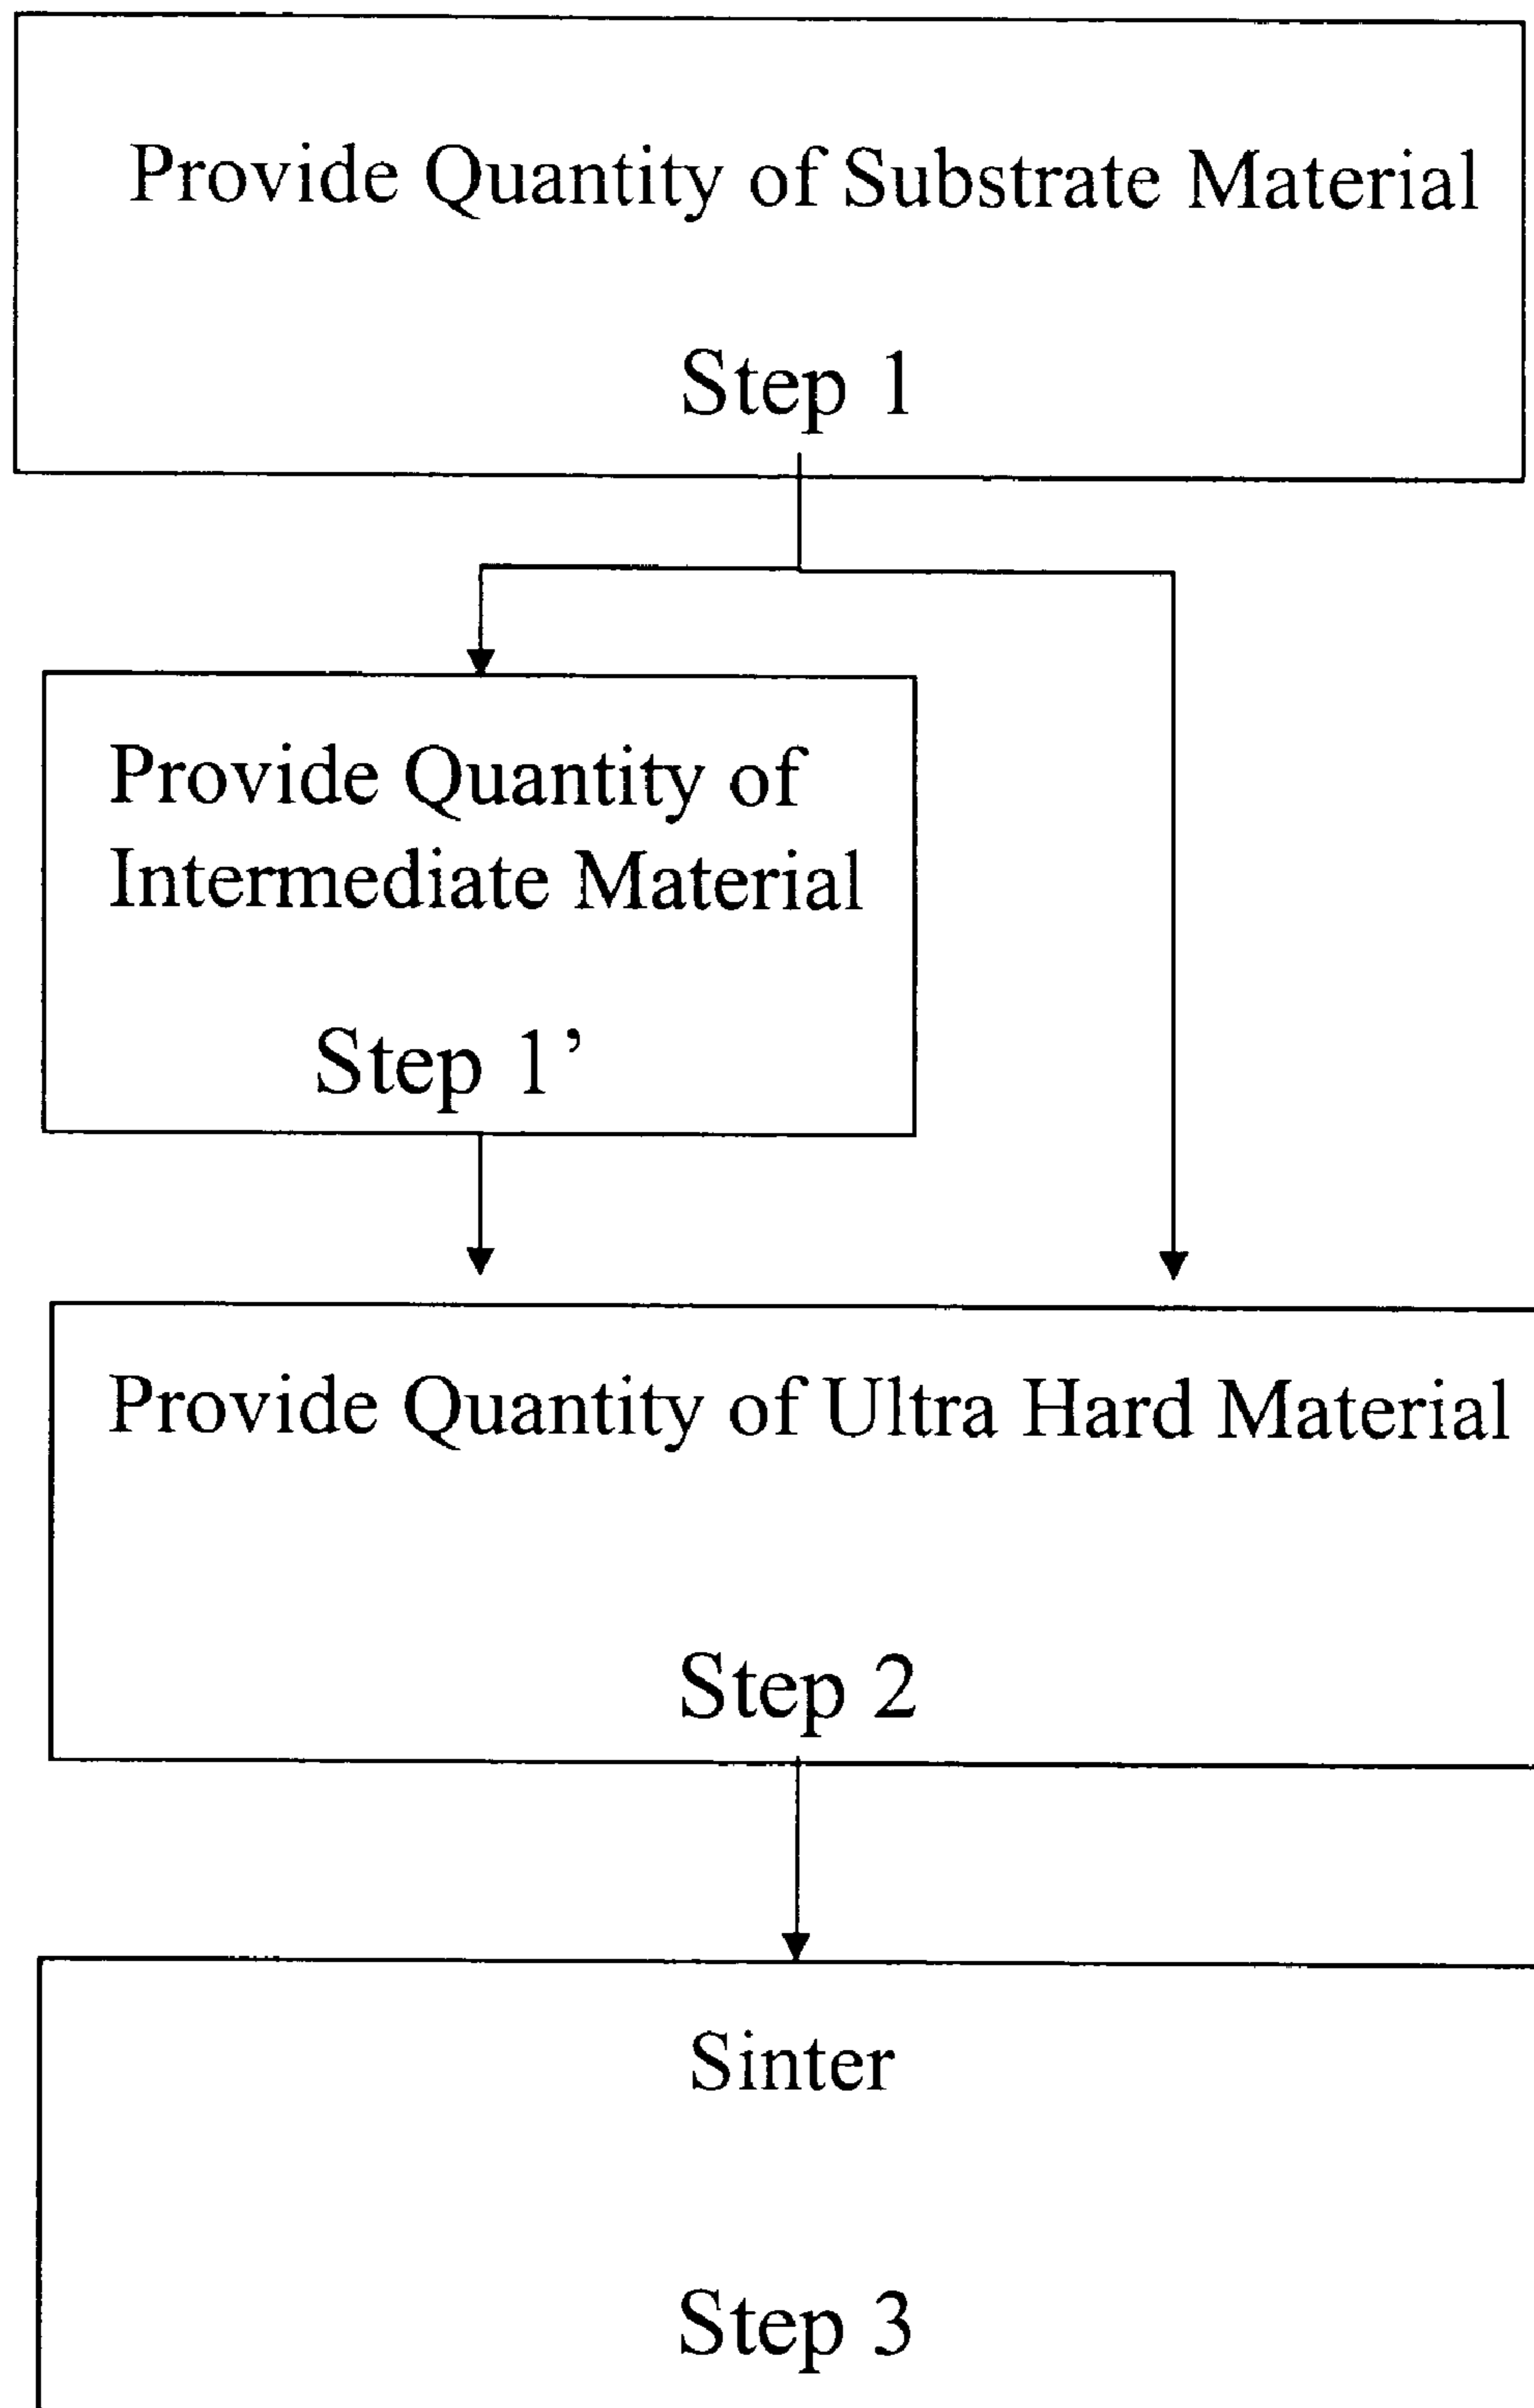 Provide Quantity of Substrate Material
Step 1
Provide Quantity of
Intermediate Material
Step 1’
Provide Quantity of Ultra Hard Material
Step 2
Sinter
Step 3